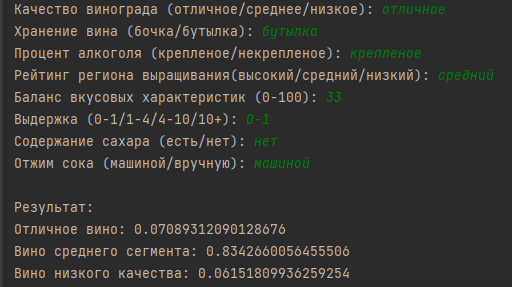 Качество винограда (отличное/среднее/низкое): отличное
Хранение вина (бочка/бутылка): бутылка
Процент алкоголя (крепленое/некрепленое): крепленое
Рейтинг региона выращивания(высокий/средний/низкий): средний
Баланс вкусовых характеристик (0-100): 33
Выдержка (0-1/1-4/4-10/10+): 0-1
Содержание сахара (есть/нет): нет
Отжим сока (машиной/вручную): машиной
Результат:
Отличное вино: 0.07089312090128676
Вино среднего сегмента: 0.8342660056455506
Вино низкого качества: 0.06151809936259254